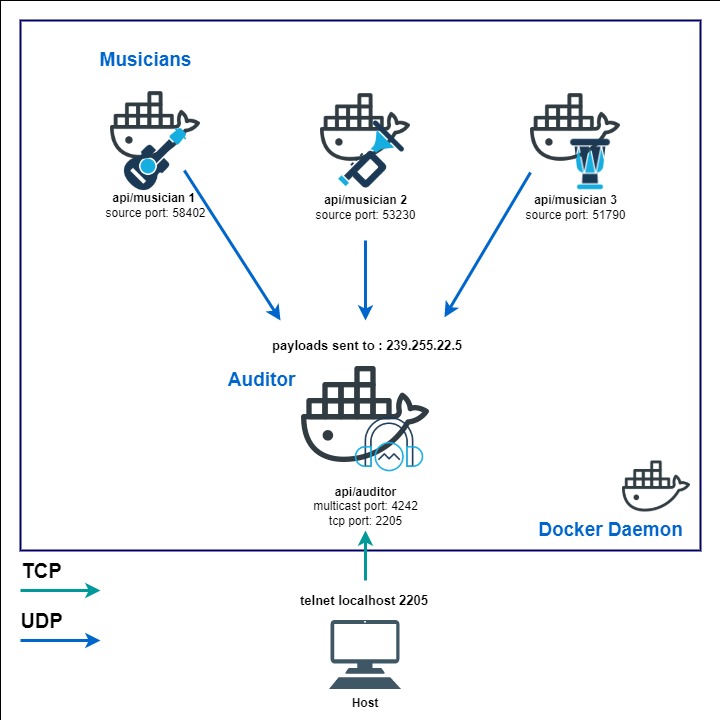 Musicians
api/musician 1
source port: 58402
api/musician 2
source port: 53230
api/musician 3
source port: 51790
payloads sent to : 239.255.22.5
Auditor
api/auditor
multicast port: 4242
tcp port: 2205
Docker Daemon
TCP
UDP
telnet localhost 2205
Host